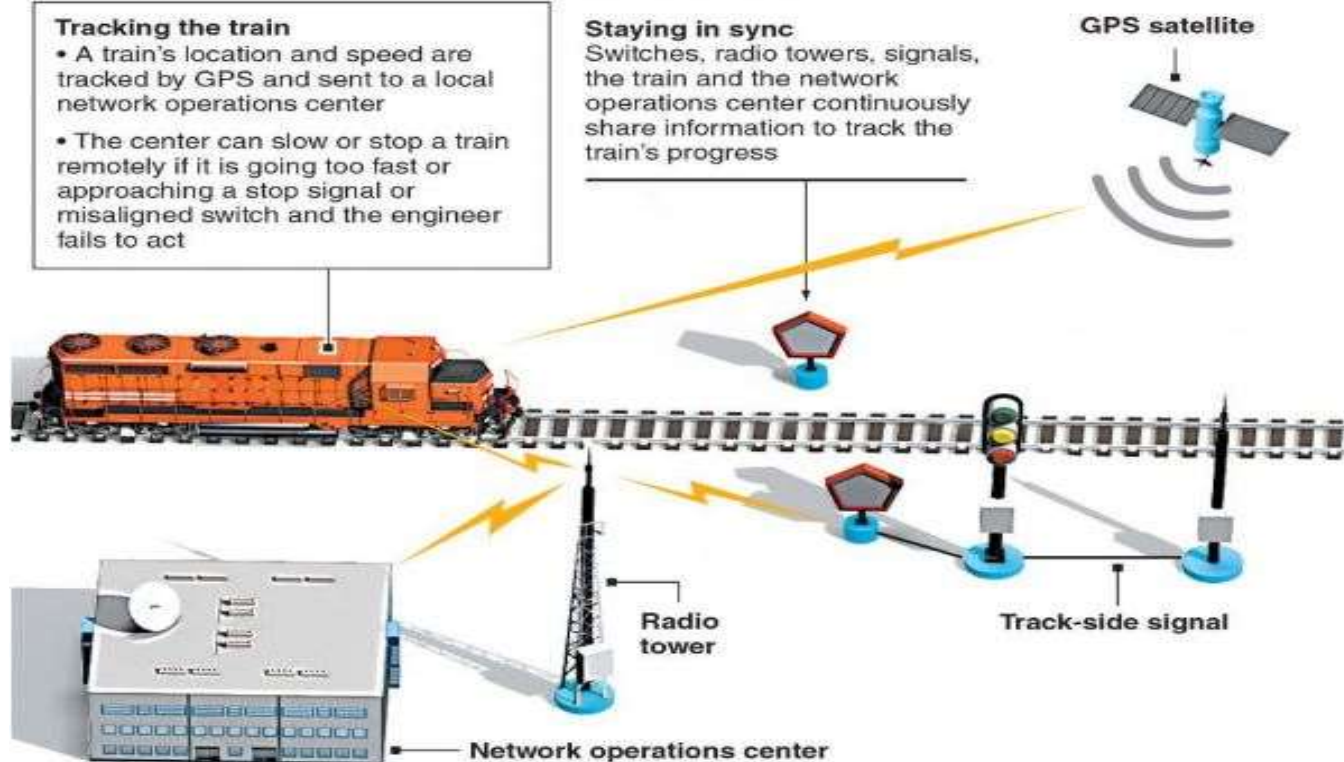 Tracking the train
• A train's location and speed are
tracked by GPS and sent to a local
network operations center
• The center can slow or stop a train
remotely if it is going too fast or
approaching a stop signal or
misaligned switch and the engineer
fails to act
Staying in sync
Switches, radio towers, signals,
the train and the network
operations center continuously
share information to track the
train's progress
GPS satellite
Radio
tower
Track-side signal
Network operations center